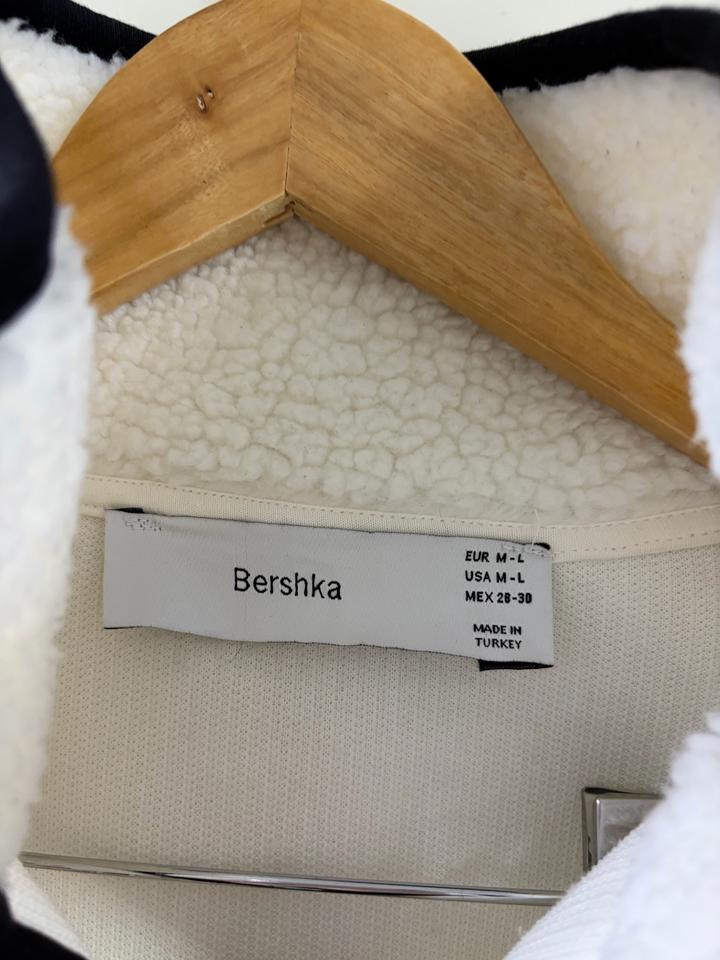 Bershka
EUR M-L
USA M-L
MEX 28-30
MADE IN
TURKEY